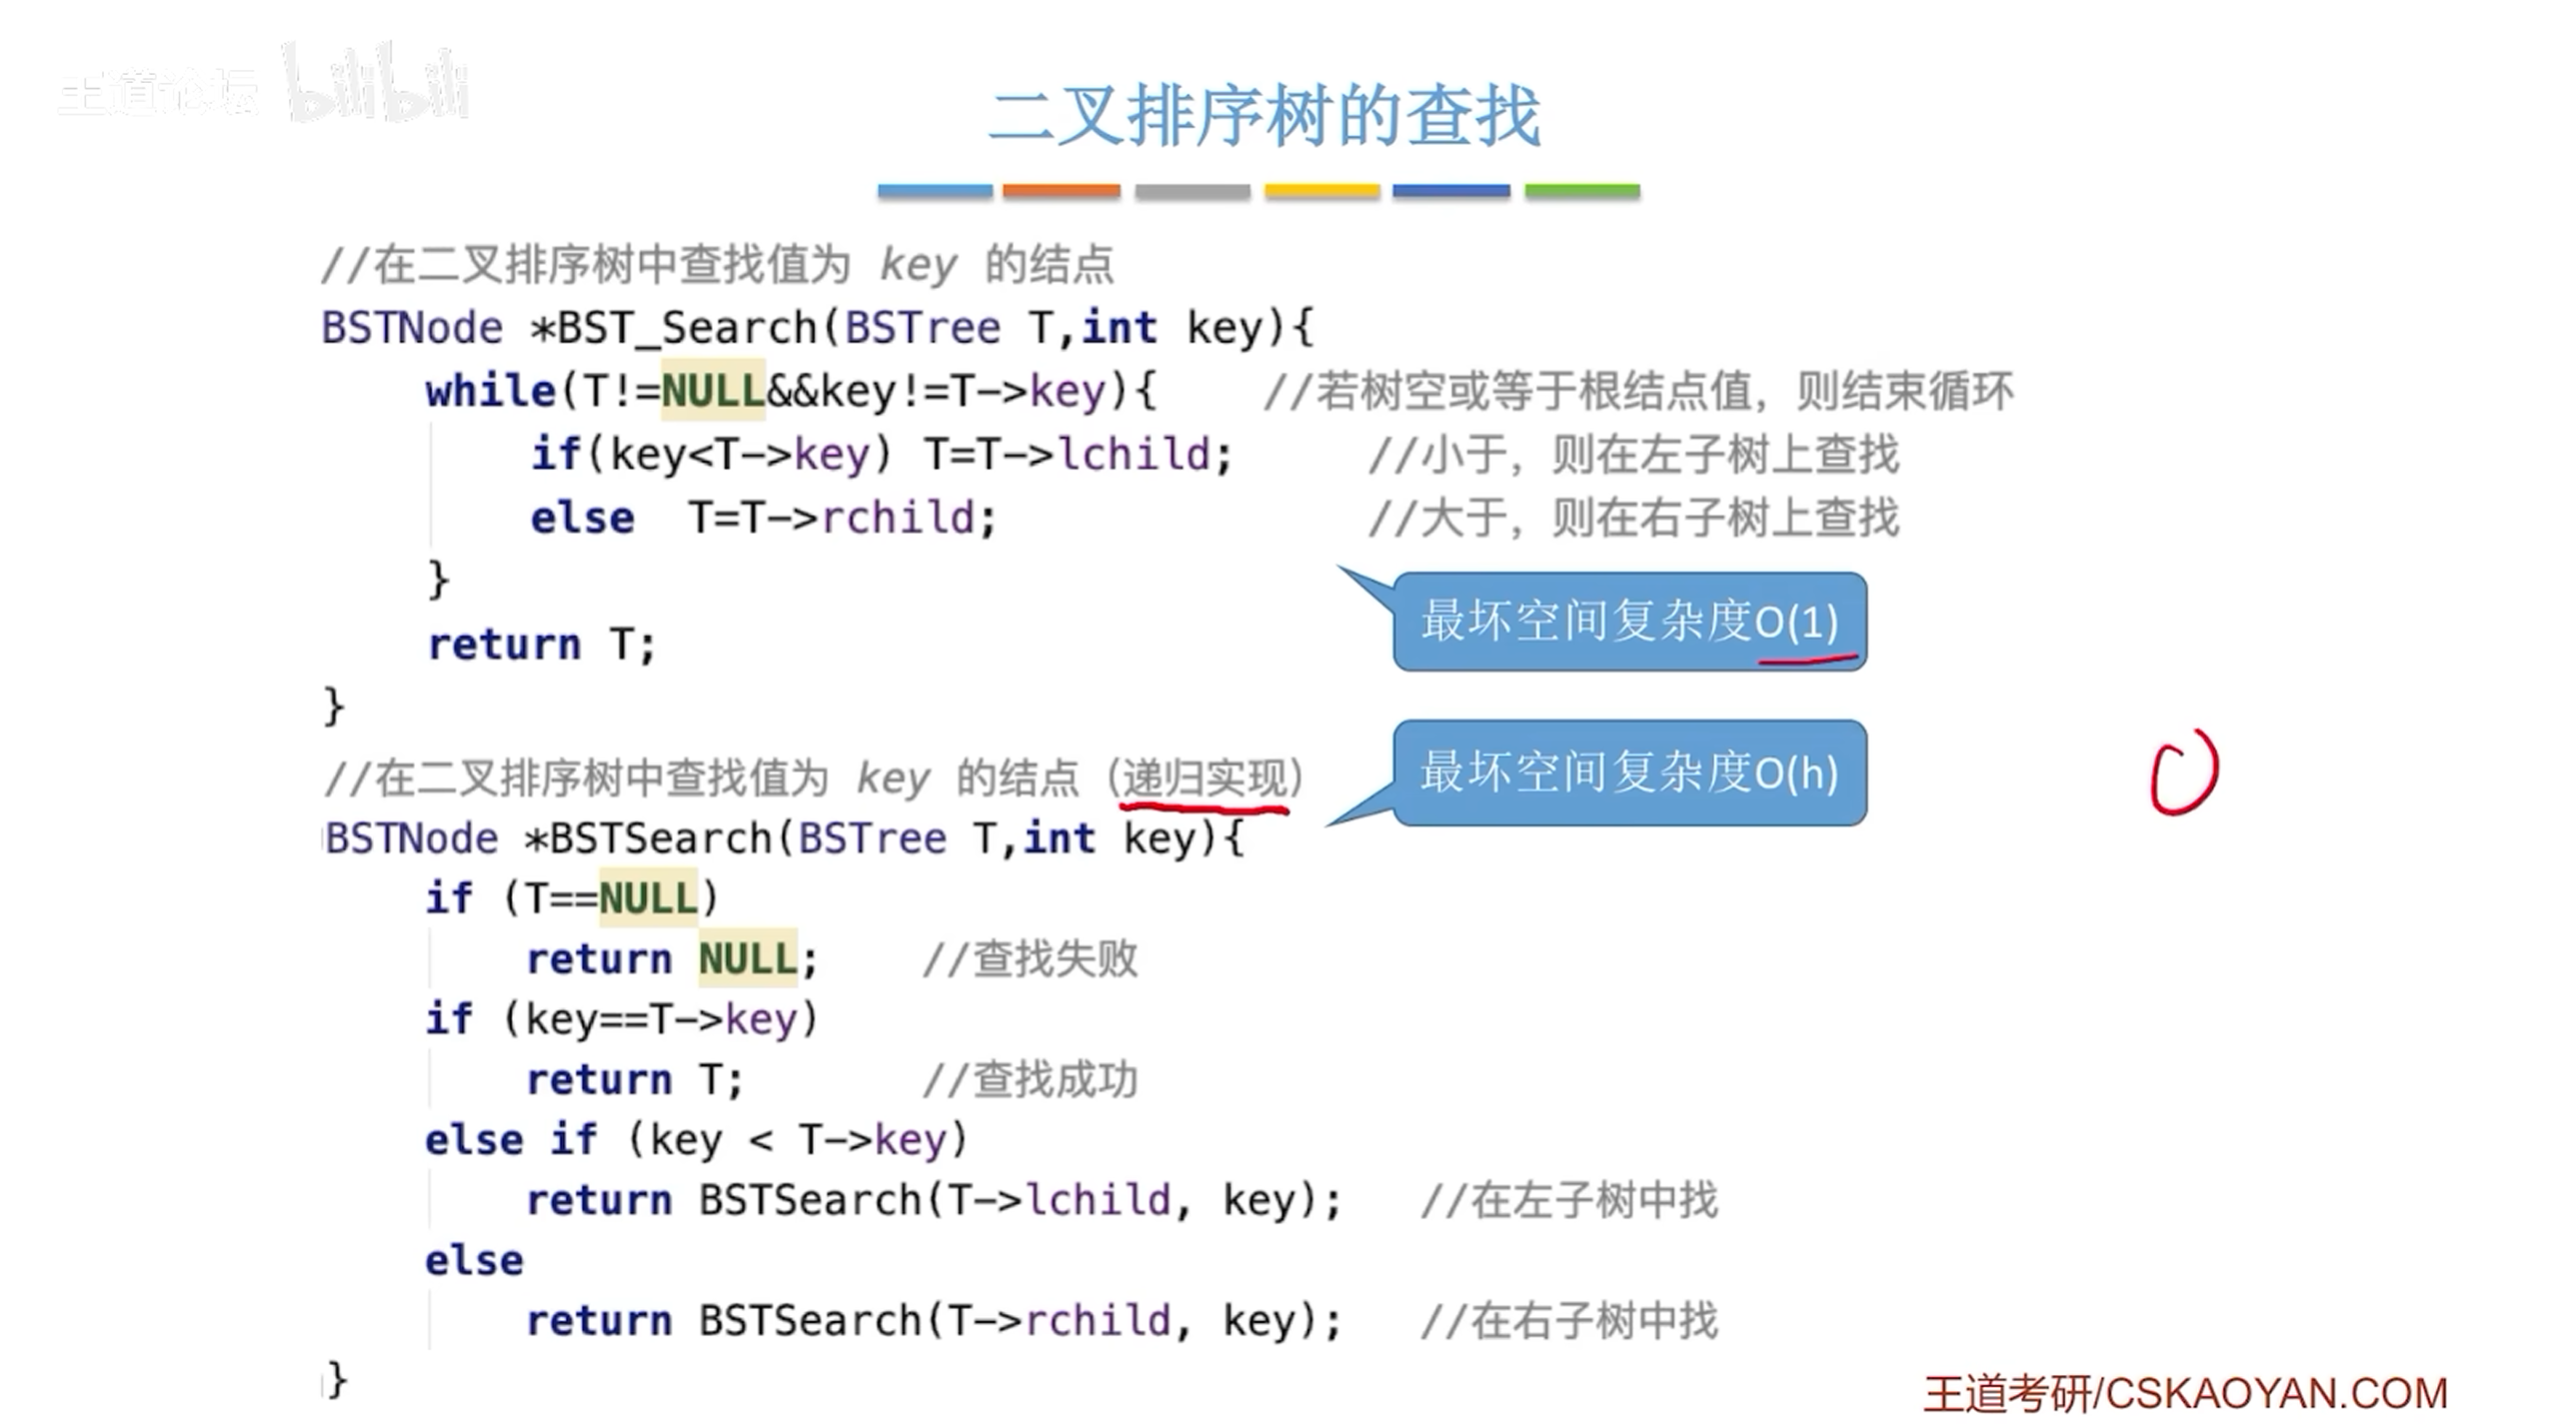 王道论坛 bilibili
二叉排序树的查找
//在二叉排序树中查找值为 key 的结点
BSTNode *BST_Search(BSTree T,int key){
while(T!=NULL&&key!=T->key){ //若树空或等于根结点值，则结束循环
if(key<T->key) T=T->lchild; //小于，则在左子树上查找
else T=T->rchild; //大于，则在右子树上查找
}
最坏空间复杂度O(1)
return T;
}
//在二叉排序树中查找值为 key 的结点（递归实现）
最坏空间复杂度O(h)
BSTNode *BSTSearch(BSTree T,int key){
if (T==NULL)
return NULL; //查找失败
if (key==T->key)
return T; //查找成功
else if (key < T->key)
return BSTSearch(T->lchild, key); //在左子树中找
else
return BSTSearch(T->rchild, key); //在右子树中找
}
王道考研/CSKAOYAN.COM